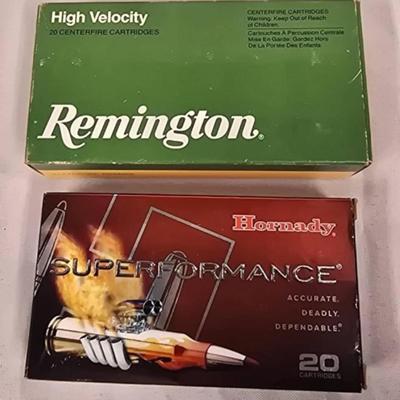 High Velocity
20 CENTERFIRE CARTRIDGES
CENTERFIRE CARTRIDGES
Warning: Keep Out of Reach
of Children.
Cartouches A Percussion Centrale
Mise En Garde: Gardez Hors
De La Portée Des Enfants
Remington®
Hornady
SUPERFORMANCE®
ACCURATE.
DEADLY.
DEPENDABLE.®
20
CARTRIDGES